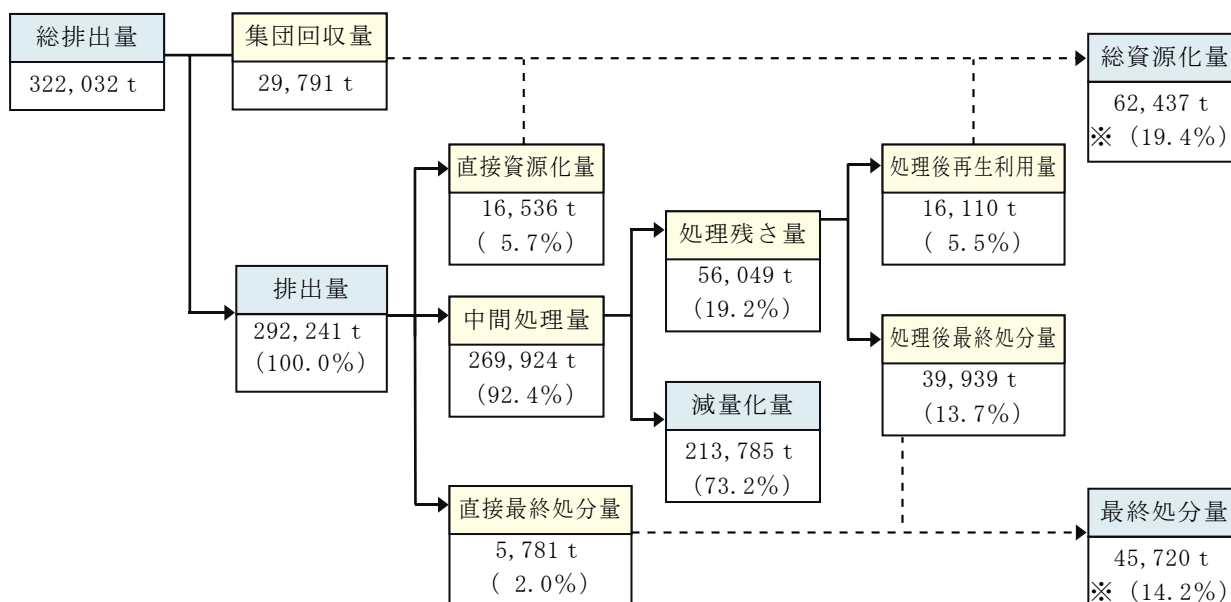 総排出量
322,032 t
集団回収量
29,791 t
総資源化量
62,437 t
※ (19.4%)
直接資源化量
16,536 t
( 5.7%)
処理後再生利用量
16,110 t
( 5.5%)
処理残さ量
56,049 t
(19.2%)
排出量
292,241 t
(100.0%)
中間処理量
269,924 t
(92.4%)
処理後最終処分量
39,939 t
(13.7%)
減量化量
213,785 t
(73.2%)
直接最終処分量
5,781 t
( 2.0%)
最終処分量
45,720 t
※ (14.2%)